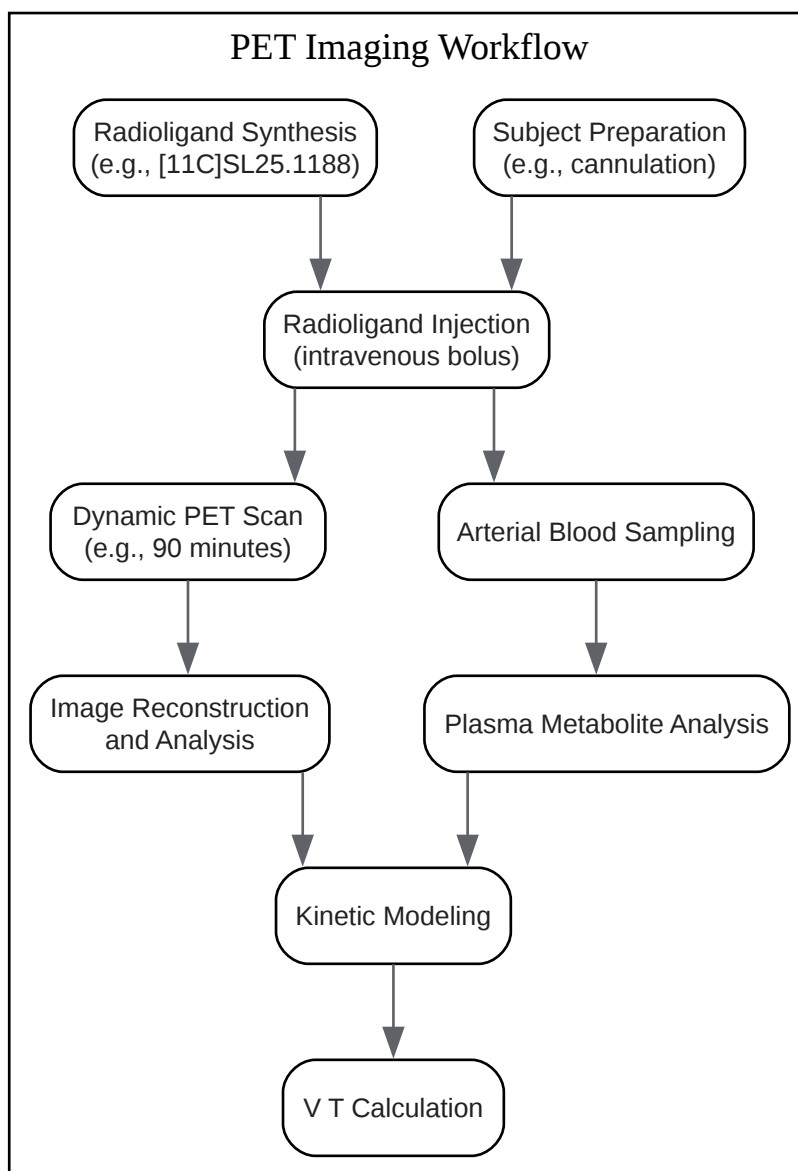 PET Imaging Workflow
Radioligand Synthesis
(e.g., [11C]SL25.1188)
Subject Preparation
(e.g., cannulation)
Radioligand Injection
(intravenous bolus)
Dynamic PET Scan
(e.g., 90 minutes)
Arterial Blood Sampling
Image Reconstruction
and Analysis
Plasma Metabolite Analysis
Kinetic Modeling
V T Calculation